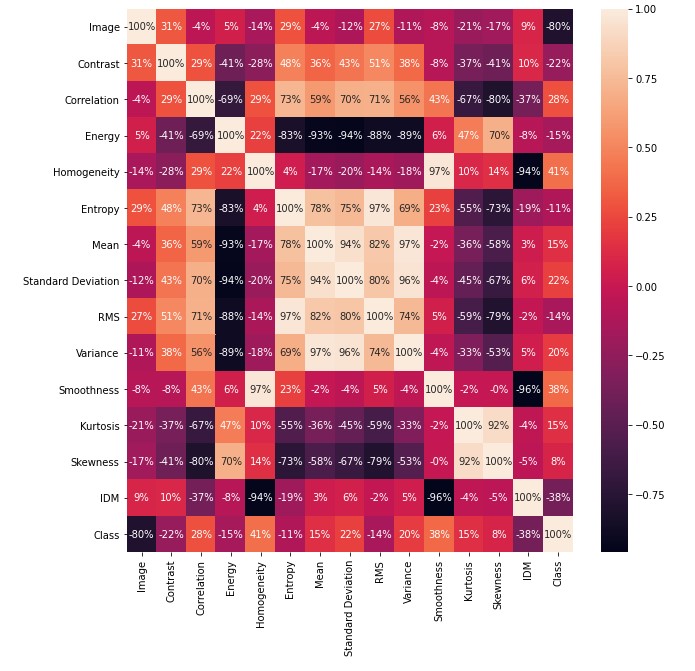 Image 100% 31% -4% 5% -14% 29% -4% -12% 27% -11% -8% -21% -17% 9% -80%
Contrast 31% 100% 29% -41% -28% 48% 36% 43% 51% 38% -8% -37% -41% 10% -22%
Correlation -4% 29% 100% -69% 29% 73% 59% 70% 71% 56% 43% -67% -80% -37% 28%
Energy 5% -41% -69% 100% 22% -83% -93% -94% -88% -89% 6% 47% 70% -8% -15%
Homogeneity -14% -28% 29% 22% 100% 4% -17% -20% -14% -18% 97% 10% 14% -94% 41%
Entropy 29% 48% 73% -83% 4% 100% 78% 75% 97% 69% 23% -55% -73% -19% -11%
Mean -4% 36% 59% -93% -17% 78% 100% 94% 82% 97% -2% -36% -58% 3% 15%
Standard Deviation -12% 43% 70% -94% -20% 75% 94% 100% 80% 96% -4% -45% -67% 6% 22%
RMS 27% 51% 71% -88% -14% 97% 82% 80% 100% 74% 5% -59% -79% -2% -14%
Variance -11% 38% 56% -89% -18% 69% 97% 96% 74% 100% -4% -33% -53% 5% 20%
Smoothness -8% -8% 43% 6% 97% 23% -2% -4% 5% -4% 100% -2% -0% -96% 38%
Kurtosis -21% -37% -67% 47% 10% -55% -36% -45% -59% -33% -2% 100% 92% -4% 15%
Skewness -17% -41% -80% 70% 14% -73% -58% -67% -79% -53% -0% 92% 100% -5% 8%
IDM 9% 10% -37% -8% -94% -19% 3% 6% -2% 5% -96% -4% -5% 100% -38%
Class -80% -22% 28% -15% 41% -11% 15% 22% -14% 20% 38% 15% 8% -38% 100%
Image Contrast Correlation Energy Homogeneity Entropy Mean Standard Deviation RMS Variance Smoothness Kurtosis Skewness IDM Class
1.00
0.75
0.50
0.25
0.00
−0.25
−0.50
−0.75